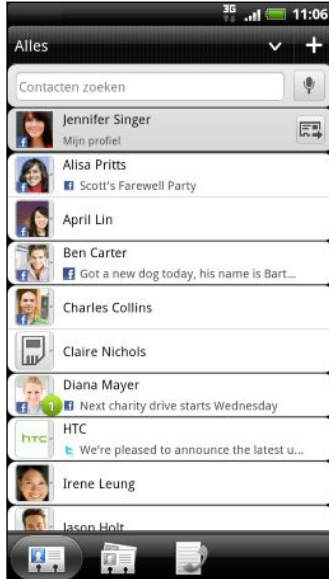 3G 11:06
Alles
Contacten zoeken
Jennifer Singer
Mijn profiel
Alisa Pritts
Scott's Farewell Party
April Lin
Ben Carter
Got a new dog today, his name is Bart...
Charles Collins
Claire Nichols
Diana Mayer
1 Next charity drive starts Wednesday
HTC
hTC We're pleased to announce the latest u...
Irene Leung
Jason Holt